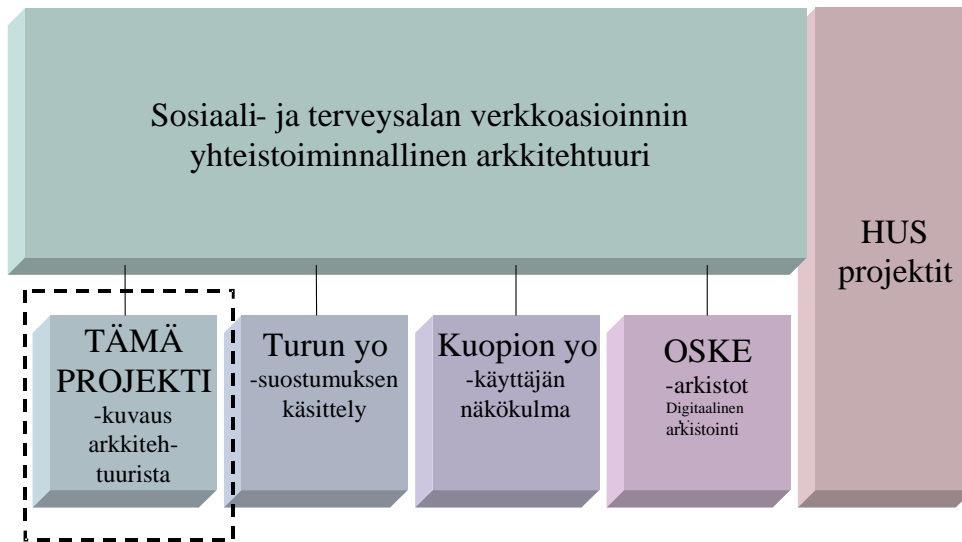 Sosiaali- ja terveysalan verkkoasioinnin
yhteistoiminnallinen arkkitehtuuri
HUS
projektit
TÄMÄ
PROJEKTI
-kuvaus
arkkiteh-
tuurista
Turun yo
-suostumuksen
käsittely
Kuopion yo
-käyttäjän
näkökulma
OSKE
-arkistot
Digitaalinen
arkistointi